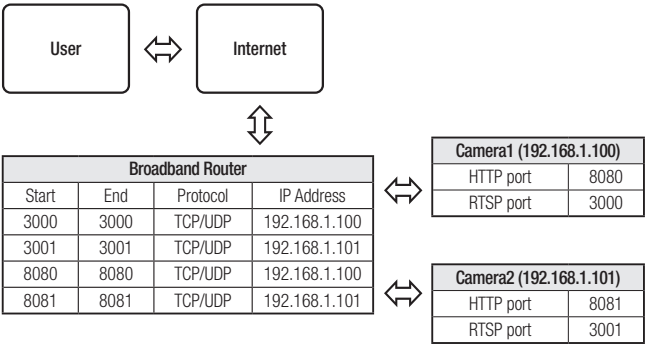 User
Internet
Broadband Router
Start End Protocol IP Address
3000 3000 TCP/UDP 192.168.1.100
3001 3001 TCP/UDP 192.168.1.101
8080 8080 TCP/UDP 192.168.1.100
8081 8081 TCP/UDP 192.168.1.101
Camera1 (192.168.1.100)
HTTP port 8080
RTSP port 3000
Camera2 (192.168.1.101)
HTTP port 8081
RTSP port 3001